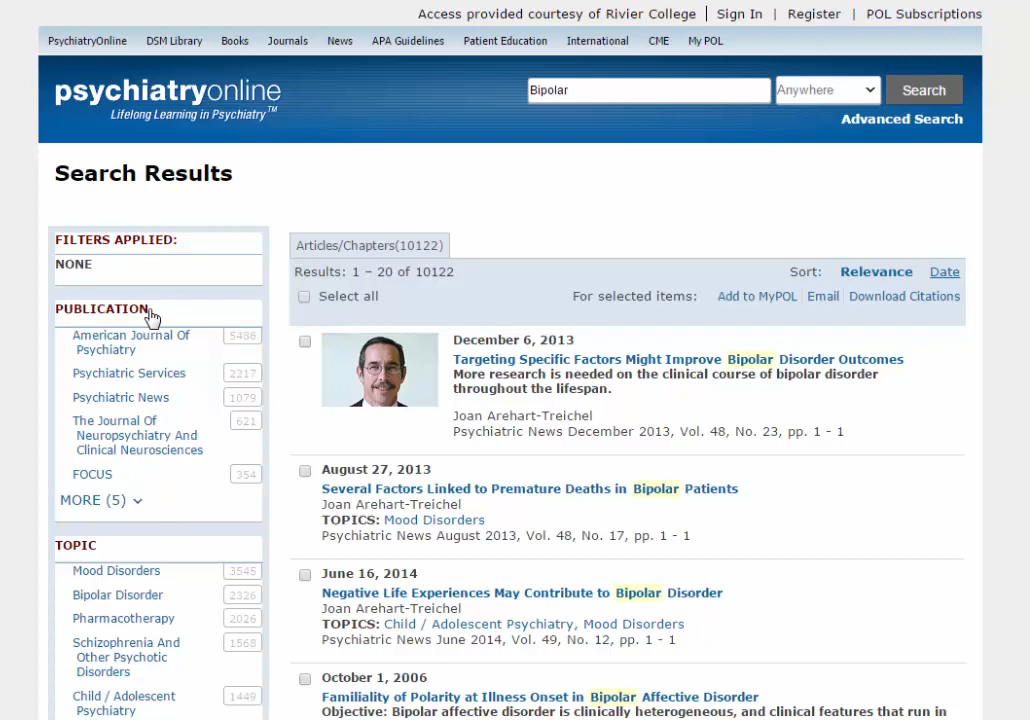 Access provided courtesy of Rivier College | Sign In | Register | POL Subscriptions
PsychiatryOnline DSM Library Books Journals News APA Guidelines Patient Education International CME My POL
psychiatryonline
Lifelong Learning in Psychiatry™
Bipolar Anywhere Search
Advanced Search
Search Results
FILTERS APPLIED:
NONE
PUBLICATION
American Journal Of
Psychiatry 5486
Psychiatric Services 2217
Psychiatric News 1079
The Journal Of
Neuropsychiatry And
Clinical Neurosciences 621
FOCUS 354
MORE (5)
TOPIC
Mood Disorders 3545
Bipolar Disorder 2326
Pharmacotherapy 2026
Schizophrenia And
Other Psychotic
Disorders 1568
Child / Adolescent
Psychiatry 1449
Articles/Chapters(10122)
Results: 1 – 20 of 10122 Sort: Relevance Date
Select all For selected items: Add to MyPOL Email Download Citations
December 6, 2013
Targeting Specific Factors Might Improve Bipolar Disorder Outcomes
More research is needed on the clinical course of bipolar disorder
throughout the lifespan.
Joan Arehart-Treichel
Psychiatric News December 2013, Vol. 48, No. 23, pp. 1 - 1
August 27, 2013
Several Factors Linked to Premature Deaths in Bipolar Patients
Joan Arehart-Treichel
TOPICS: Mood Disorders
Psychiatric News August 2013, Vol. 48, No. 17, pp. 1 - 1
June 16, 2014
Negative Life Experiences May Contribute to Bipolar Disorder
Joan Arehart-Treichel
TOPICS: Child / Adolescent Psychiatry, Mood Disorders
Psychiatric News June 2014, Vol. 49, No. 12, pp. 1 - 1
October 1, 2006
Familiality of Polarity at Illness Onset in Bipolar Affective Disorder
Objective: Bipolar affective disorder is clinically heterogeneous, and clinical features that run in